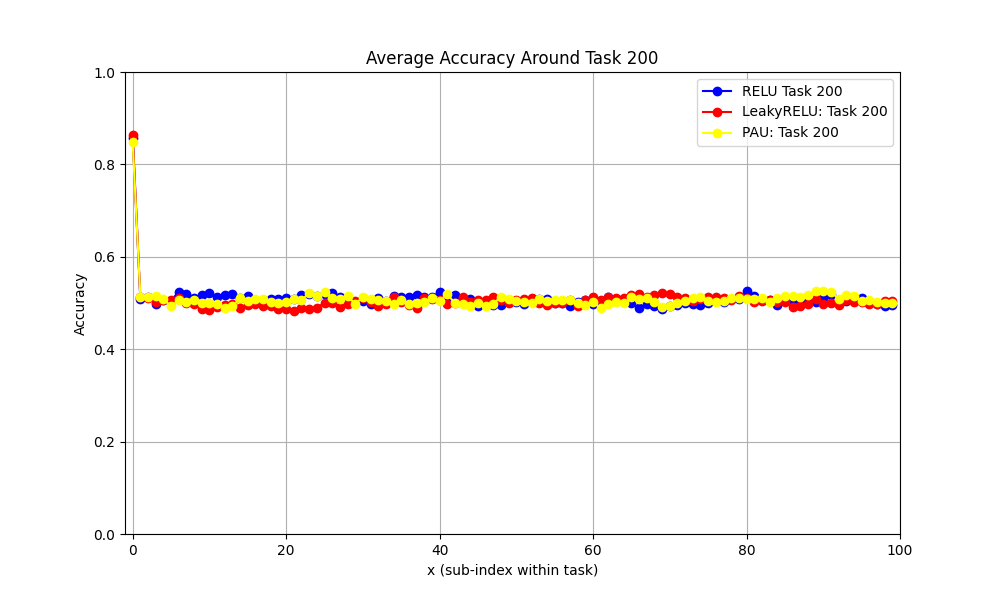 Average Accuracy Around Task 200
RELU Task 200
LeakyRELU: Task 200
PAU: Task 200
Accuracy
1.0
0.8
0.6
0.4
0.2
0.0
0 20 40 60 80 100
x (sub-index within task)